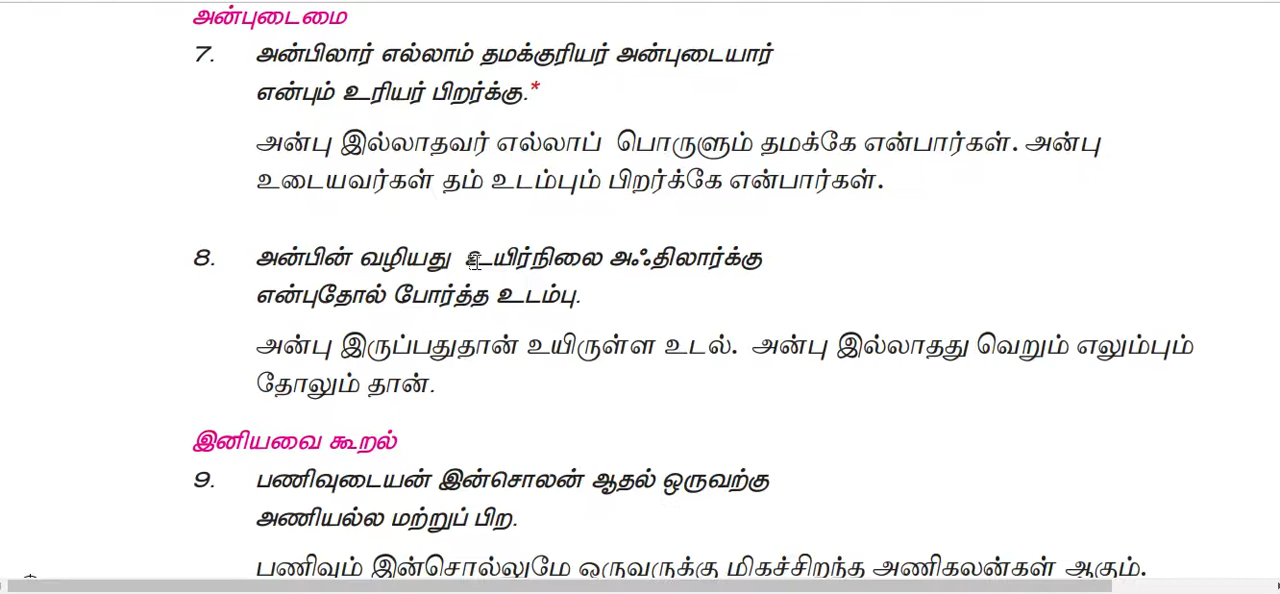 அன்புடைமை
7. அன்பிலார் எல்லாம் தமக்குரியர் அன்புடையார்
என்பும் உரியர் பிறர்க்கு.*
அன்பு இல்லாதவர் எல்லாப் பொருளும் தமக்கே என்பார்கள். அன்பு
உடையவர்கள் தம் உடம்பும் பிறர்க்கே என்பார்கள்.
8. அன்பின் வழியது உயிர்நிலை அஃதிலார்க்கு
என்புதோல் போர்த்த உடம்பு.
அன்பு இருப்பதுதான் உயிருள்ள உடல். அன்பு இல்லாதது வெறும் எலும்பும்
தோலும் தான்.
இனியவை கூறல்
9. பணிவுடையன் இன்சொலன் ஆதல் ஒருவற்கு
அணியல்ல மற்றுப் பிற.
பணிவும் இன்சொல்லுமே ஒருவருக்கு மிகச்சிறந்த அணிகலன்கள் ஆகும்.